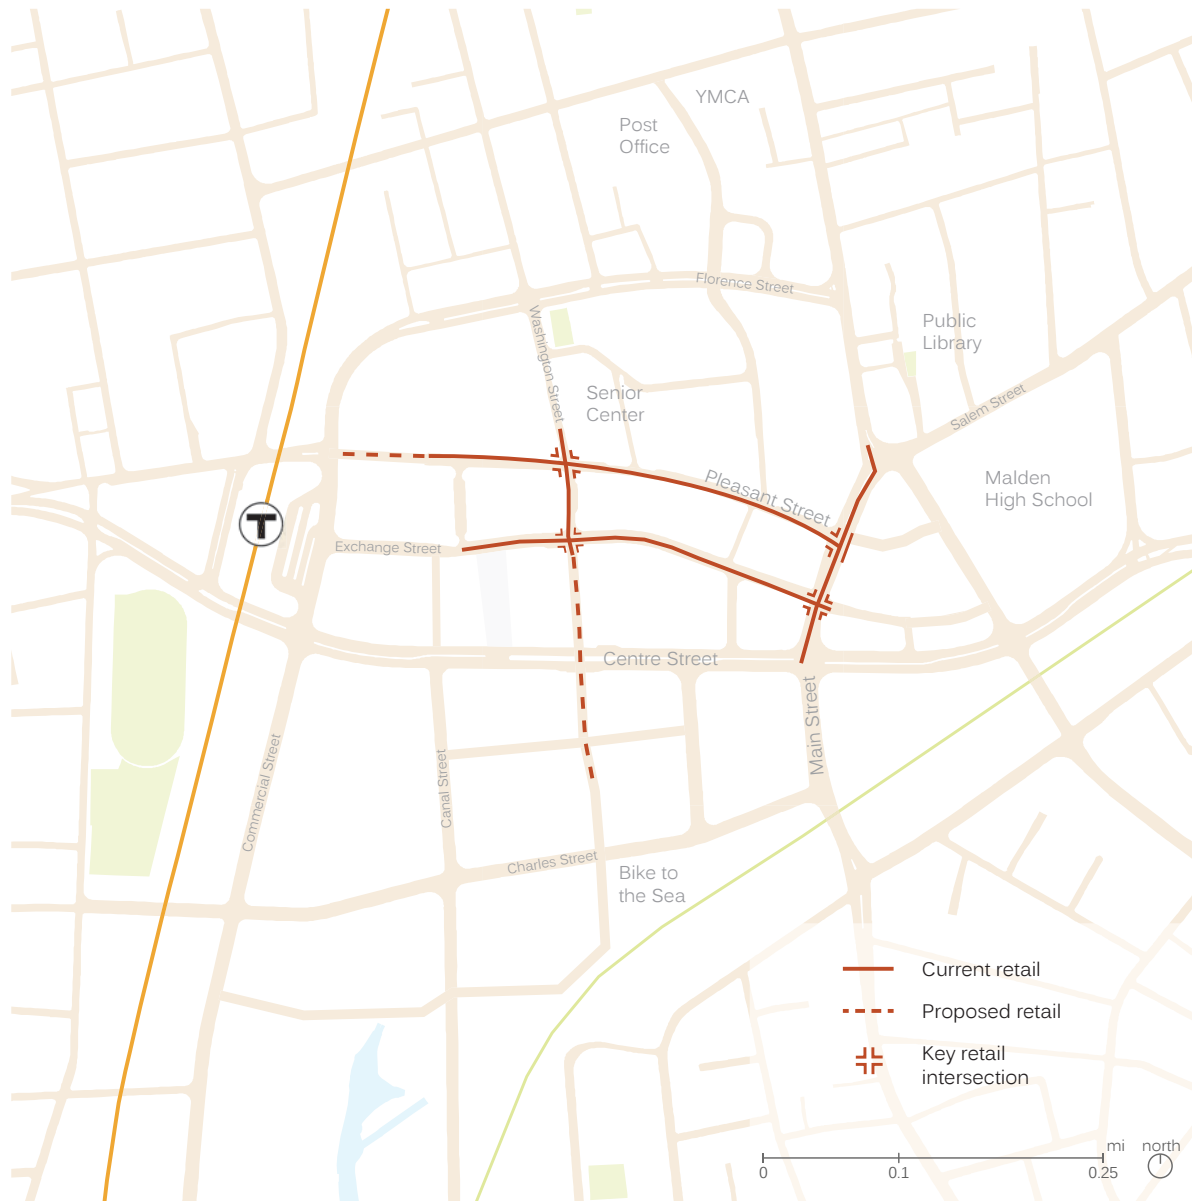 YMCA
Post
Office
Florence Street
Washington Street
Public
Library
Senior
Center
Salem Street
Pleasant Street
Malden
High School
T
Exchange Street
Centre Street
Main Street
Commercial Street
Canal Street
Charles Street
Bike to
the Sea
Current retail
Proposed retail
Key retail
intersection
mi
north
0
0.1
0.25